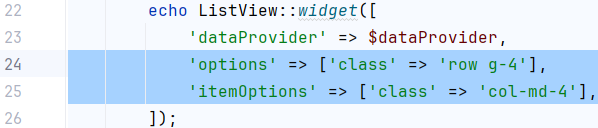 22 echo ListView::widget([
23 'dataProvider' => $dataProvider,
24 'options' => ['class' => 'row g-4'],
25 'itemOptions' => ['class' => 'col-md-4'],
26 ]);